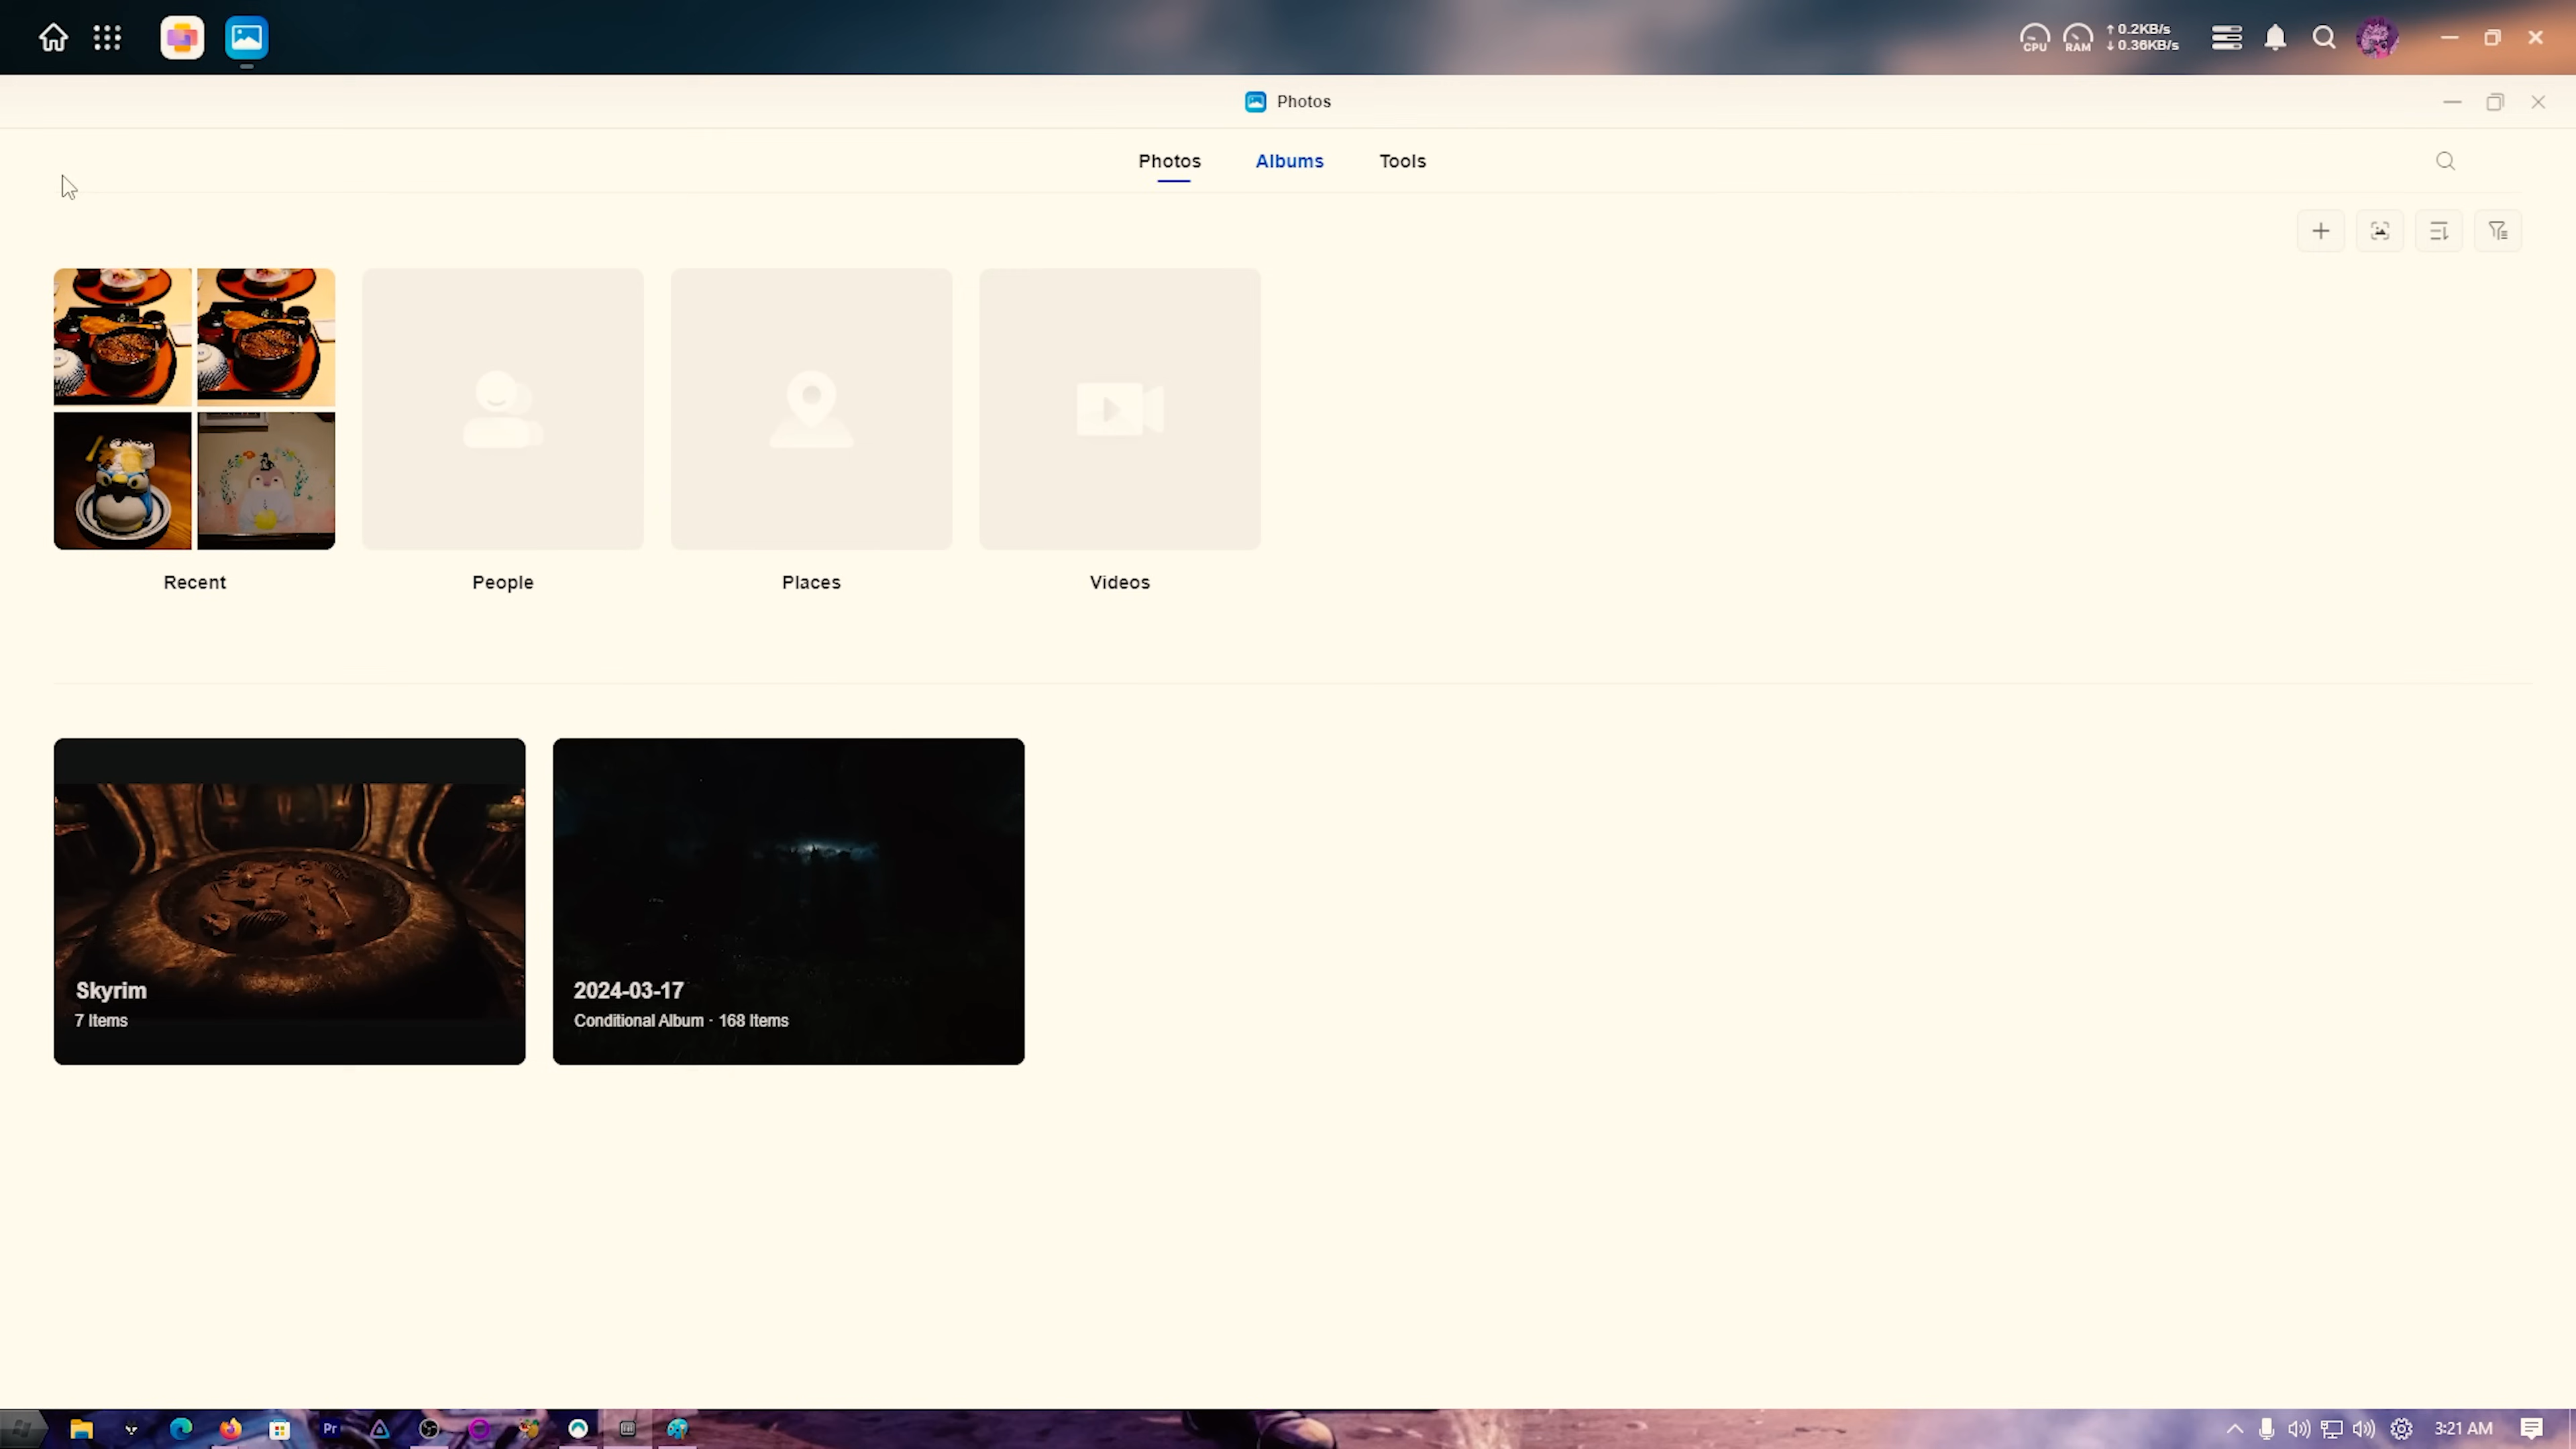 CPU RAM ↑ 0.2KB/s
↓ 0.36KB/s
Photos
Photos Albums Tools
Recent People Places Videos
Skyrim
7 Items
2024-03-17
Conditional Album · 168 Items
Pr
3:21 AM